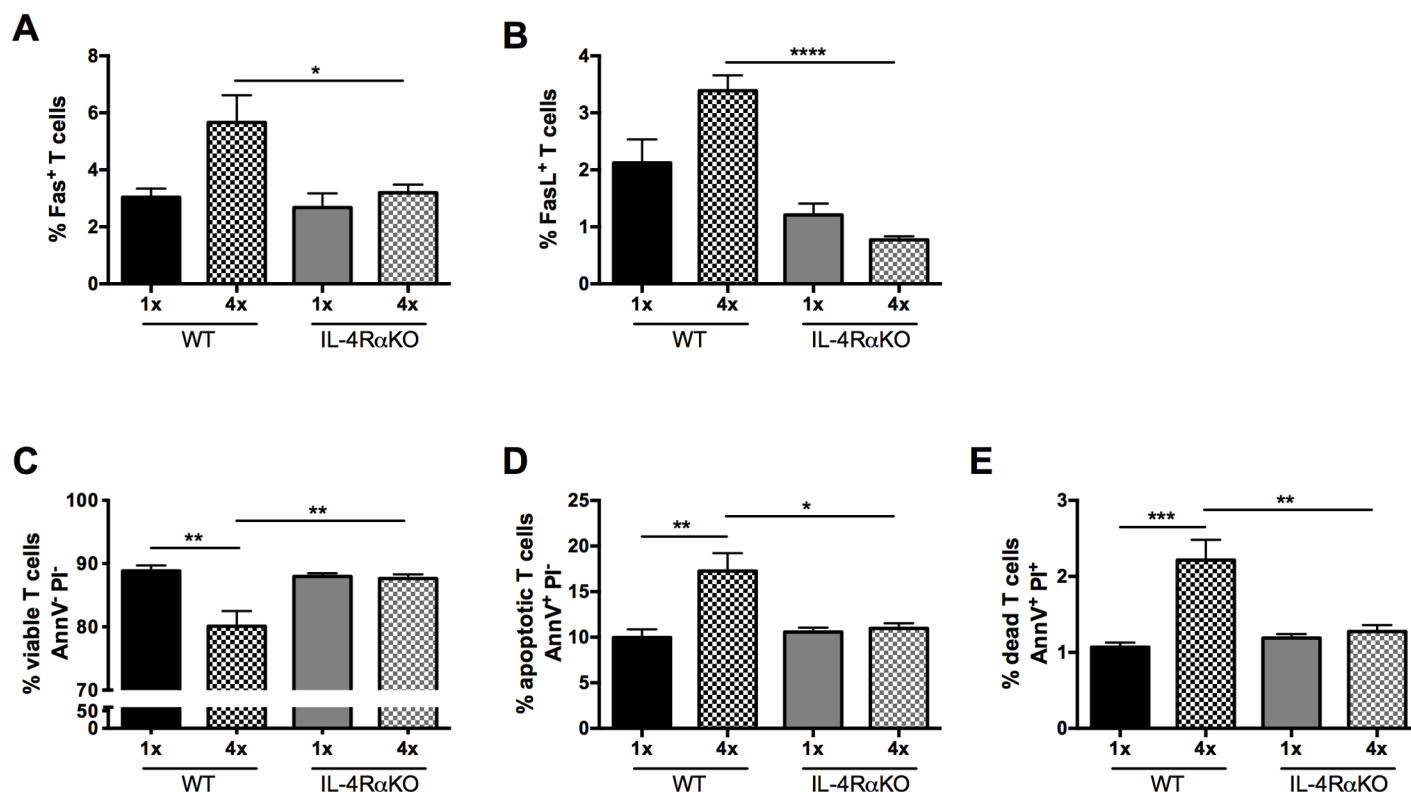 A
% Fas⁺ T cells
8
6
4
2
0
*
1x 4x 1x 4x
WT IL-4RαKO
B
% FasL⁺ T cells
4
3
2
1
0
****
1x 4x 1x 4x
WT IL-4RαKO
C
% viable T cells
AnnV⁻ PI⁻
100
90
80
70
50
0
** **
1x 4x 1x 4x
WT IL-4RαKO
D
% apoptotic T cells
AnnV⁺ PI⁻
25
20
15
10
5
0
** *
1x 4x 1x 4x
WT IL-4RαKO
E
% dead T cells
AnnV⁺ PI⁺
3
2
1
0
*** **
1x 4x 1x 4x
WT IL-4RαKO